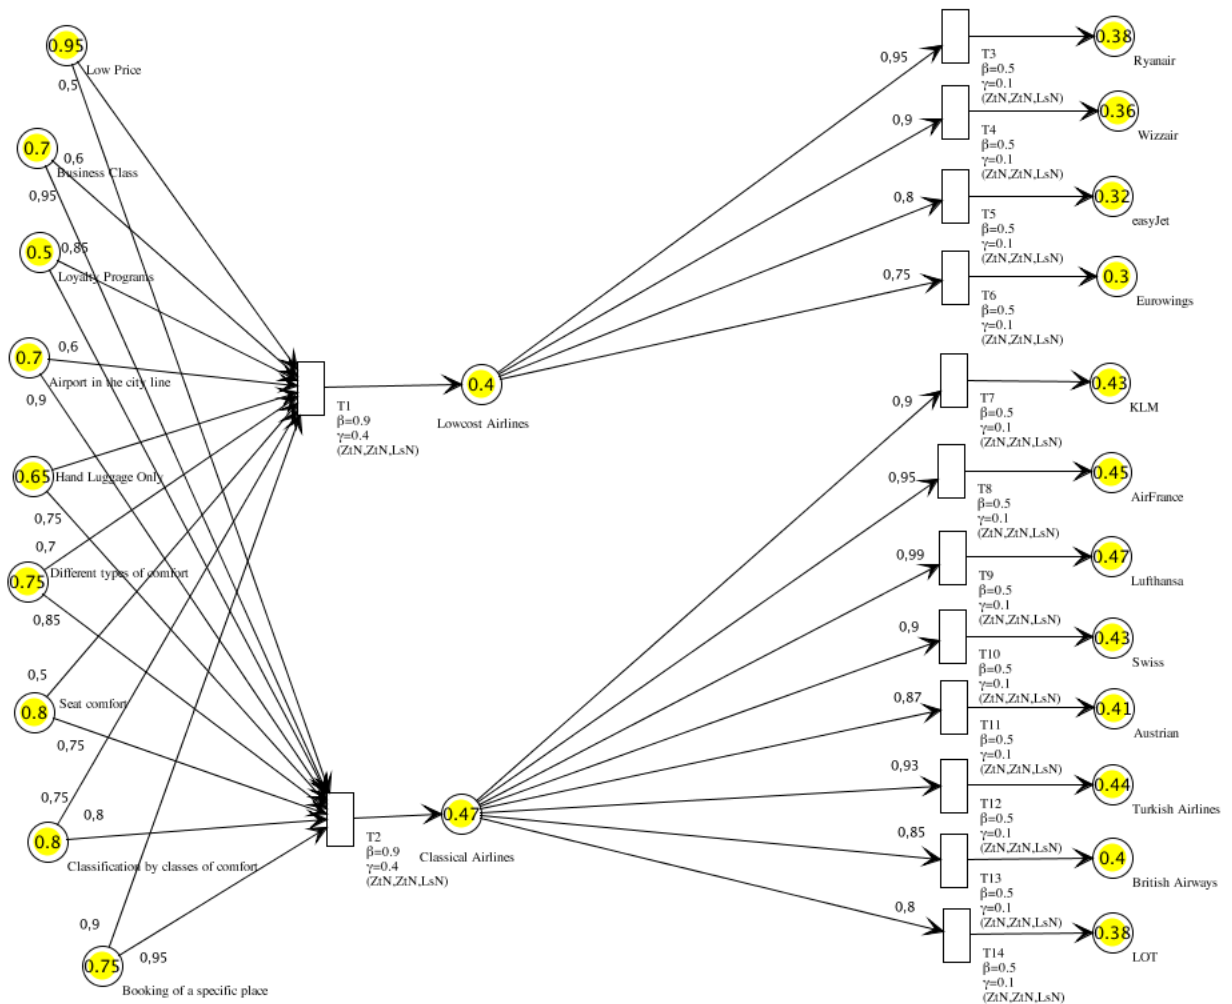 0.95
Low Price
0,5
0.7
0,6
Business Class
0,95
0.5
0,85
Loyalty Programs
0.7
0,6
Airport in the city line
0,9
0.65
Hand Luggage Only
0,75
0,7
0.75
Different types of comfort
0,85
0,5
0.8
Seat comfort
0,75
0,75
0.8
0,8
Classification by classes of comfort
0,9
0.75
0,95
Booking of a specific place
T1
β=0.9
γ=0.4
(ZtN,ZtN,LsN)
0.4
Lowcost Airlines
T2
β=0.9
γ=0.4
(ZtN,ZtN,LsN)
0.47
Classical Airlines
0,95
T3
β=0.5
γ=0.1
(ZtN,ZtN,LsN)
0.38
Ryanair
0,9
T4
β=0.5
γ=0.1
(ZtN,ZtN,LsN)
0.36
Wizzair
0,8
T5
β=0.5
γ=0.1
(ZtN,ZtN,LsN)
0.32
easyJet
0,75
T6
β=0.5
γ=0.1
(ZtN,ZtN,LsN)
0.3
Eurowings
0,9
T7
β=0.5
γ=0.1
(ZtN,ZtN,LsN)
0.43
KLM
0,95
T8
β=0.5
γ=0.1
(ZtN,ZtN,LsN)
0.45
AirFrance
0,99
T9
β=0.5
γ=0.1
(ZtN,ZtN,LsN)
0.47
Lufthansa
0,9
T10
β=0.5
γ=0.1
(ZtN,ZtN,LsN)
0.43
Swiss
0,87
T11
β=0.5
γ=0.1
(ZtN,ZtN,LsN)
0.41
Austrian
0,93
T12
β=0.5
γ=0.1
(ZtN,ZtN,LsN)
0.44
Turkish Airlines
0,85
T13
β=0.5
γ=0.1
(ZtN,ZtN,LsN)
0.4
British Airways
0,8
T14
β=0.5
γ=0.1
(ZtN,ZtN,LsN)
0.38
LOT